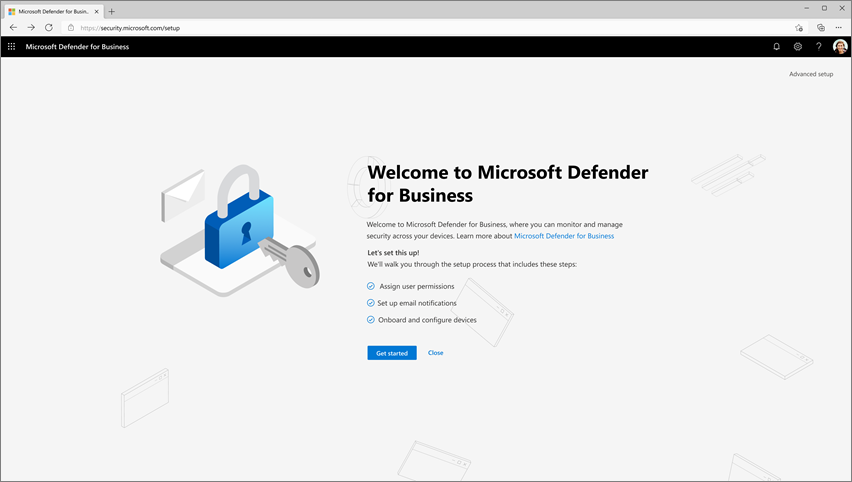 Microsoft Defender for Busin..
https://security.microsoft.com/setup
Microsoft Defender for Business
Advanced setup
Welcome to Microsoft Defender
for Business
Welcome to Microsoft Defender for Business, where you can monitor and manage
security across your devices. Learn more about Microsoft Defender for Business
Let's set this up!
We'll walk you through the setup process that includes these steps:
Assign user permissions
Set up email notifications
Onboard and configure devices
Get started Close